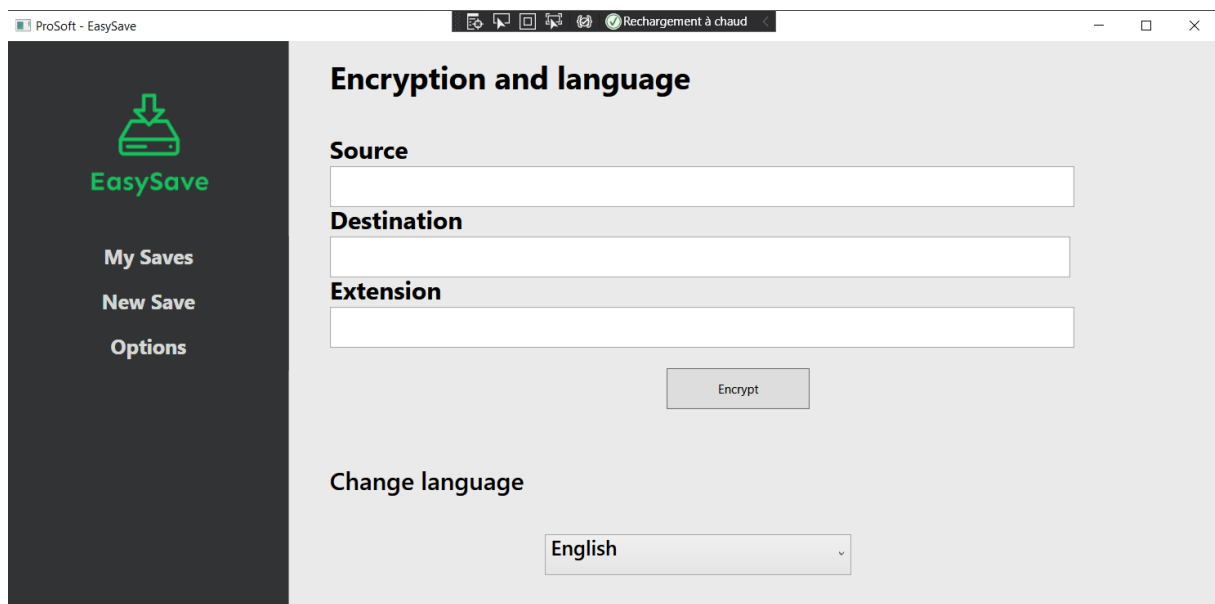 ProSoft - EasySave
Rechargement à chaud
EasySave
My Saves
New Save
Options
Encryption and language
Source
Destination
Extension
Encrypt
Change language
English